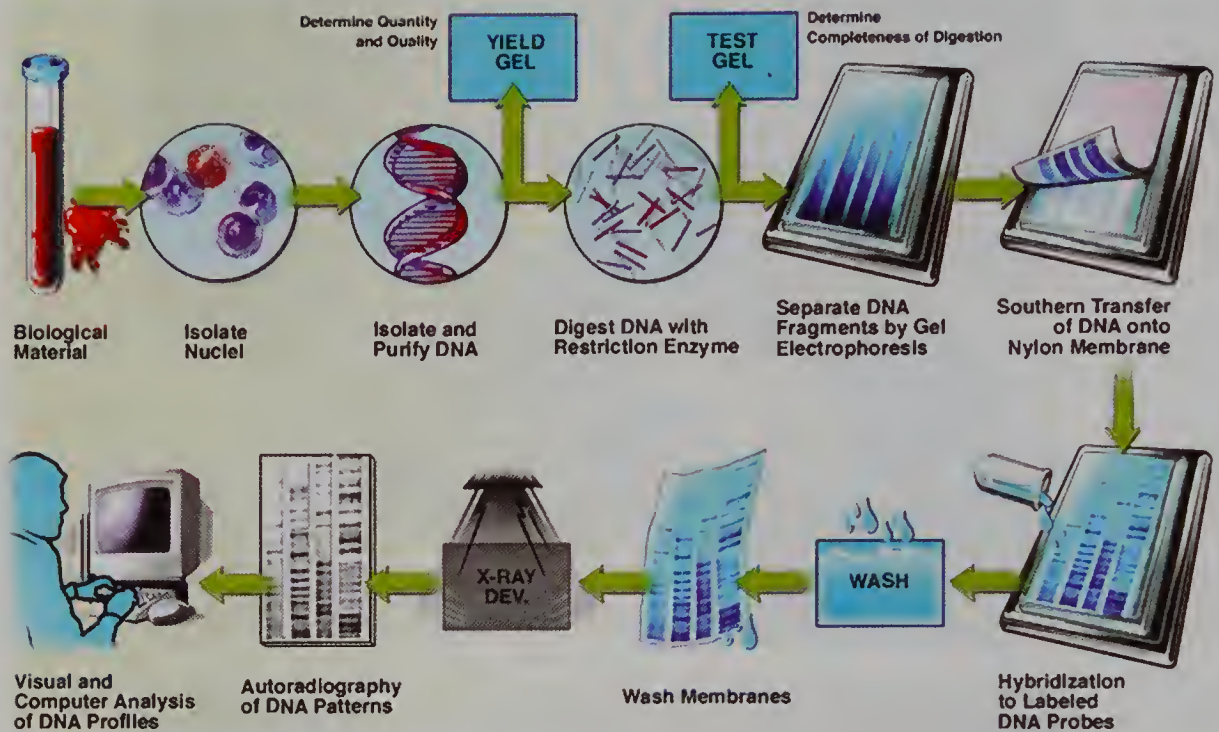 Determine Quantity
and Quality
YIELD
GEL
TEST
GEL
Determine
Completeness of Digestion
Biological
Material
Isolate
Nuclei
Isolate and
Purify DNA
Digest DNA with
Restriction Enzyme
Separate DNA
Fragments by Gel
Electrophoresis
Southern Transfer
of DNA onto
Nylon Membrane
Hybridization
to Labeled
DNA Probes
WASH
Wash Membranes
X-RAY
DEV.
Autoradiography
of DNA Patterns
Visual and
Computer Analysis
of DNA Profiles